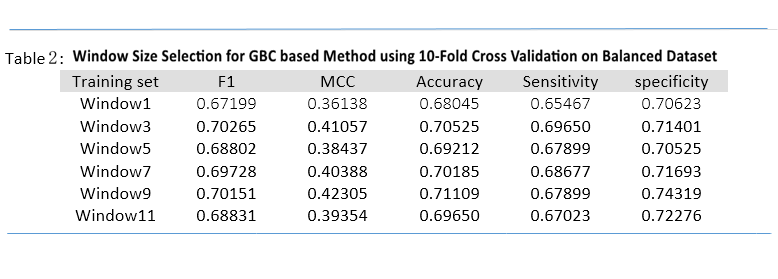 Table 2: Window Size Selection for GBC based Method using 10-Fold Cross Validation on Balanced Dataset
Training set F1 MCC Accuracy Sensitivity specificity
Window1 0.67199 0.36138 0.68045 0.65467 0.70623
Window3 0.70265 0.41057 0.70525 0.69650 0.71401
Window5 0.68802 0.38437 0.69212 0.67899 0.70525
Window7 0.69728 0.40388 0.70185 0.68677 0.71693
Window9 0.70151 0.42305 0.71109 0.67899 0.74319
Window11 0.68831 0.39354 0.69650 0.67023 0.72276